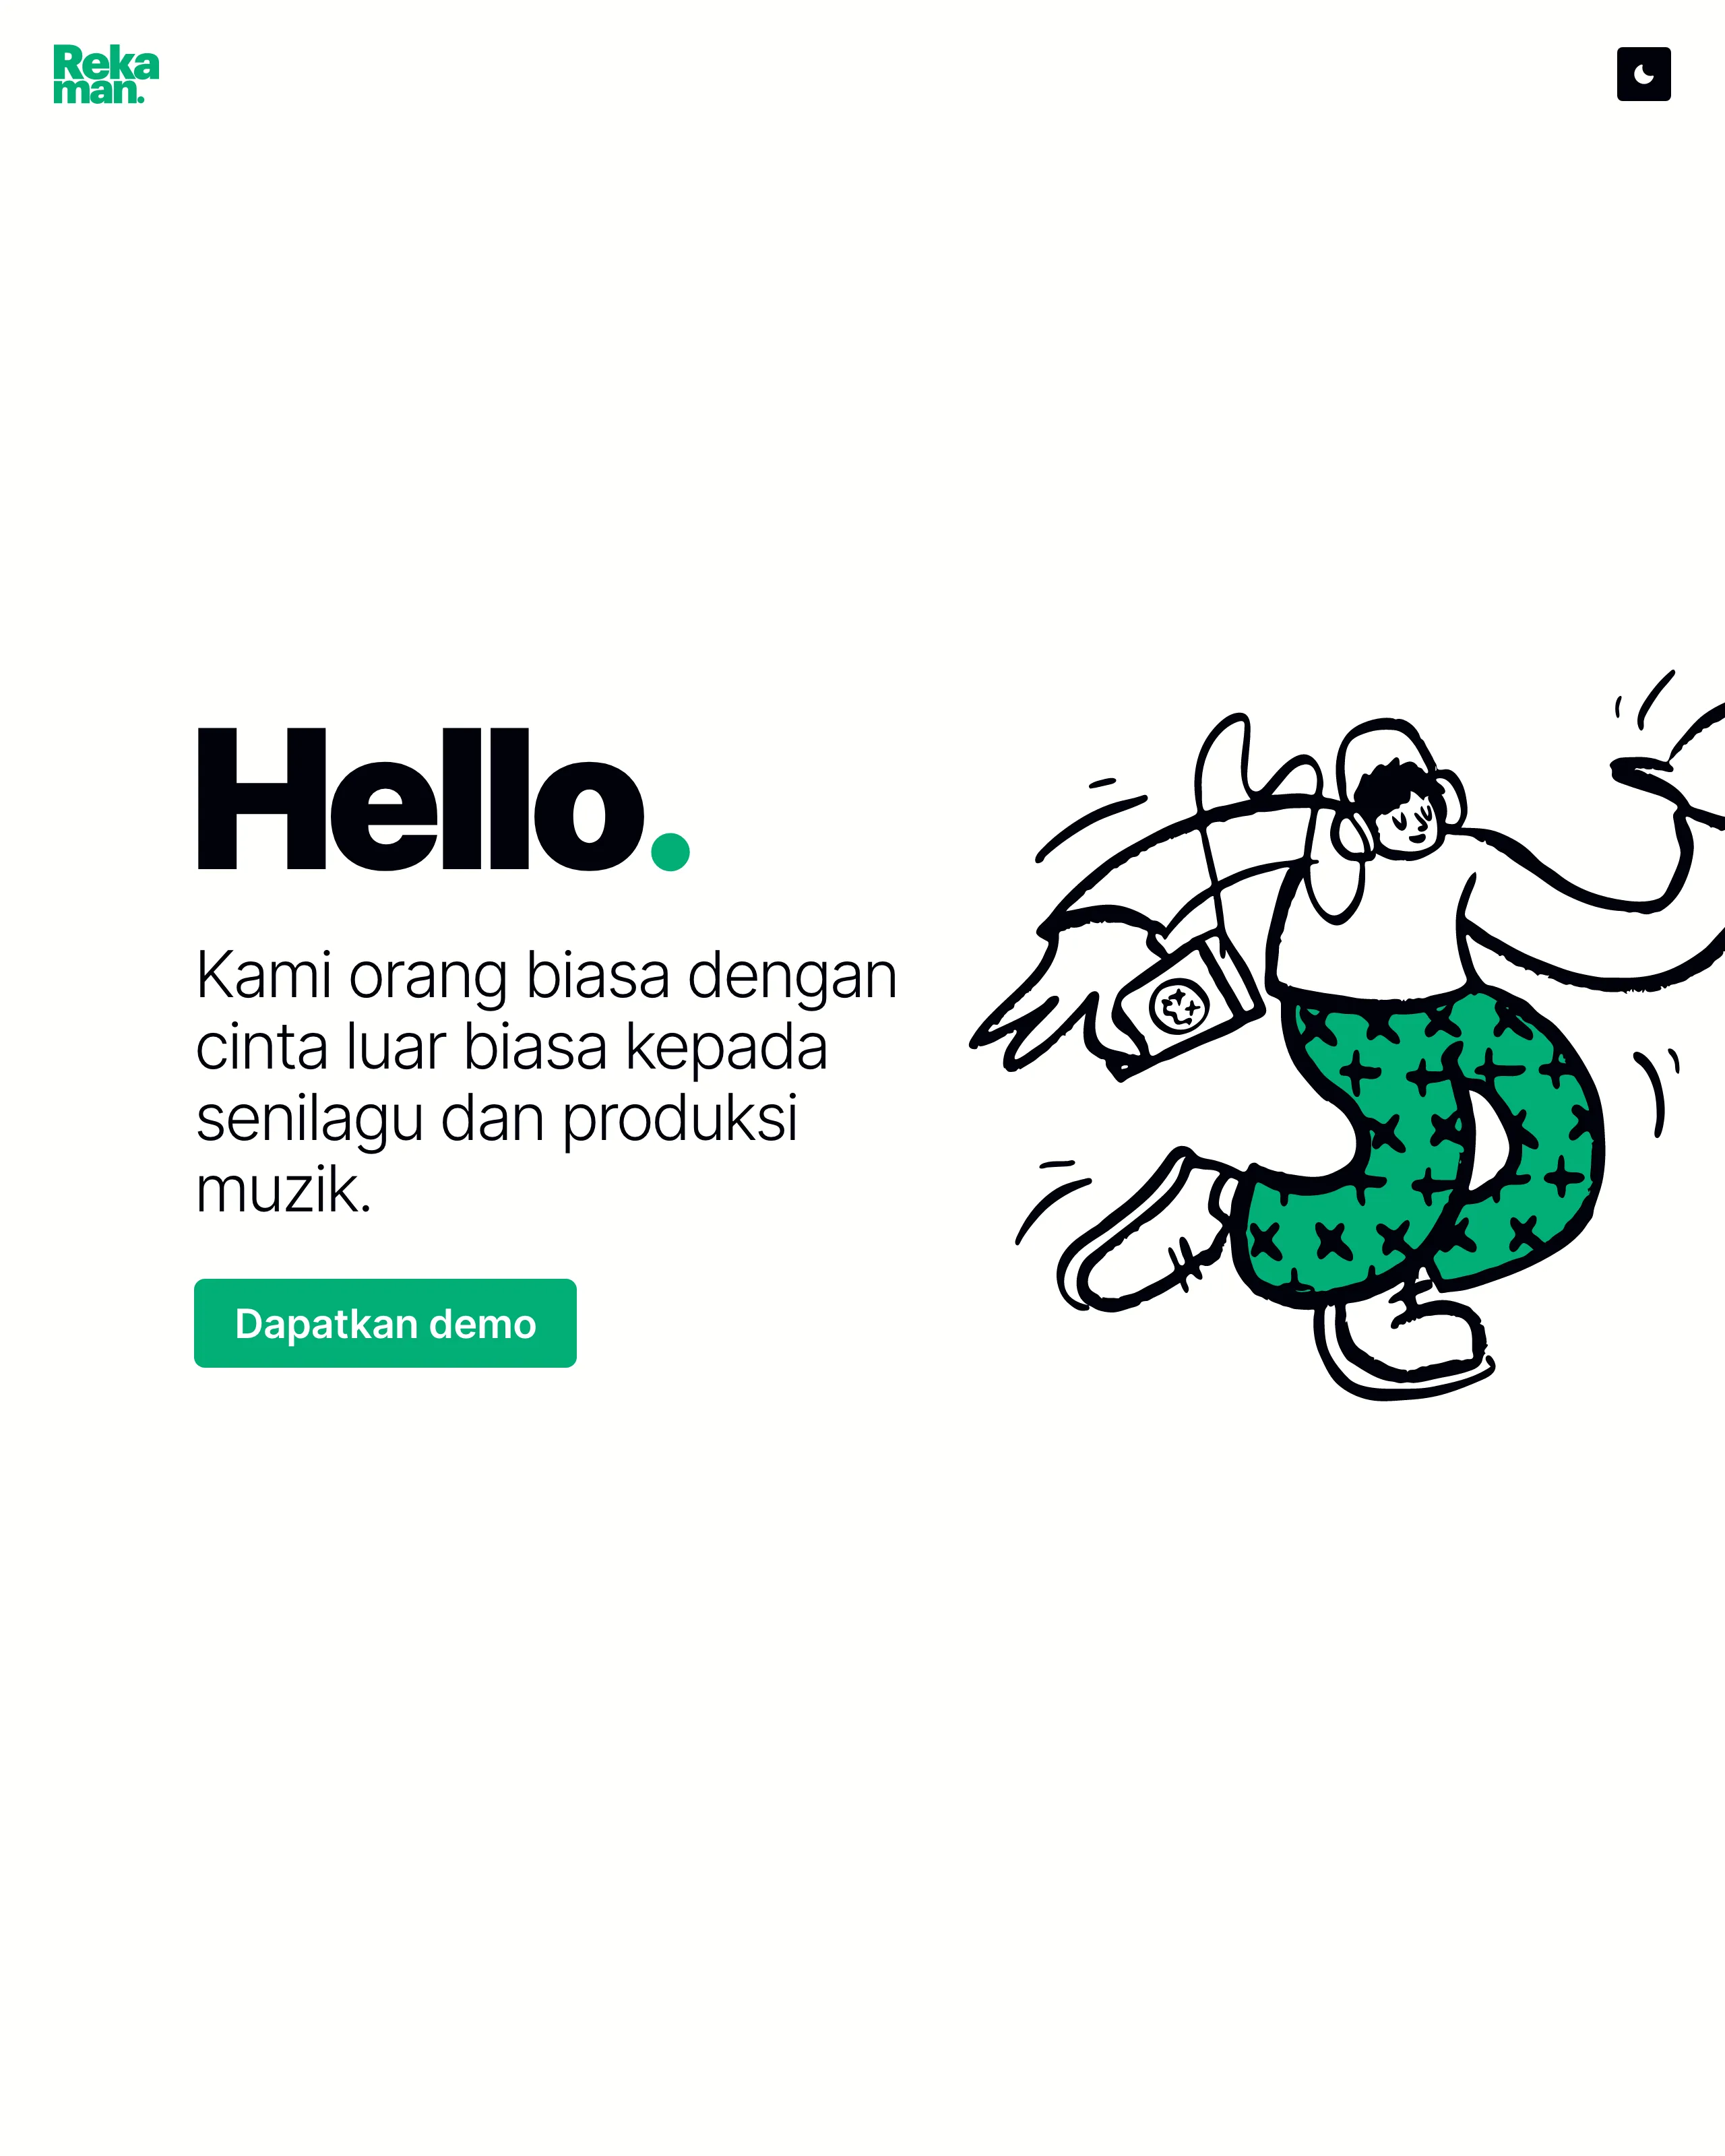 Reka
man.
Hello.
Kami orang biasa dengan
cinta luar biasa kepada
senilagu dan produksi
muzik.
Dapatkan demo